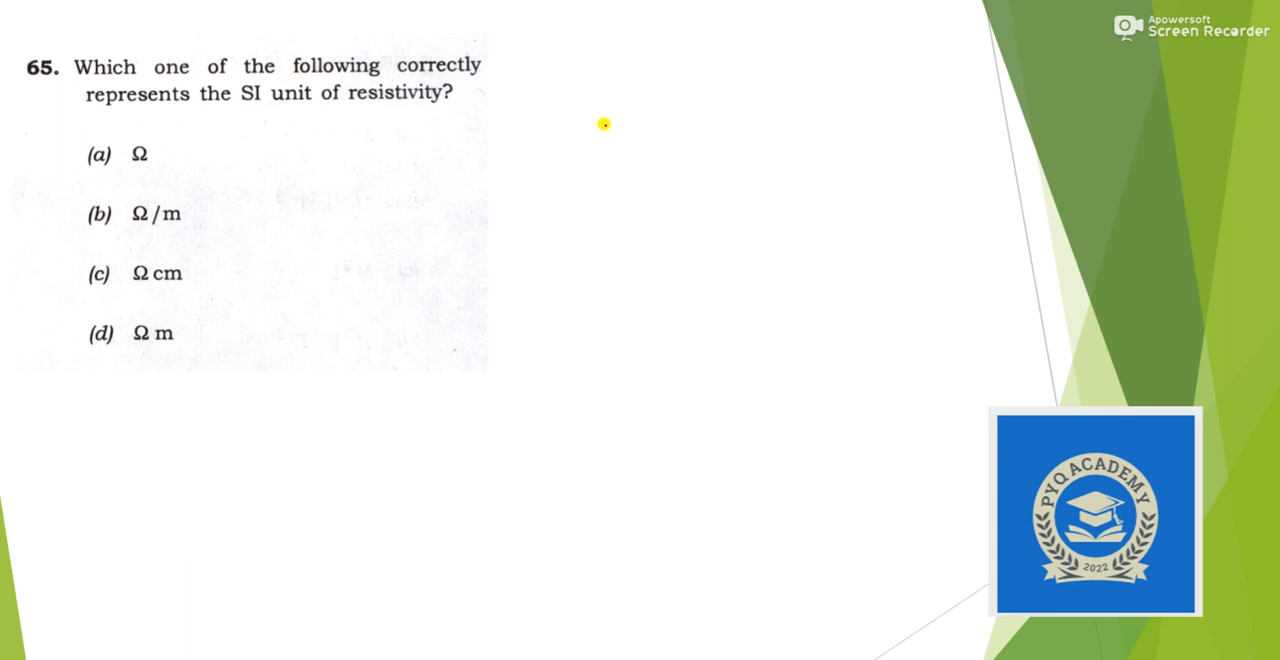 Apowersoft
Screen Recorder
65. Which one of the following correctly
represents the SI unit of resistivity?
(a) Ω
(b) Ω/m
(c) Ω cm
(d) Ω m
PYQ ACADEMY
2022